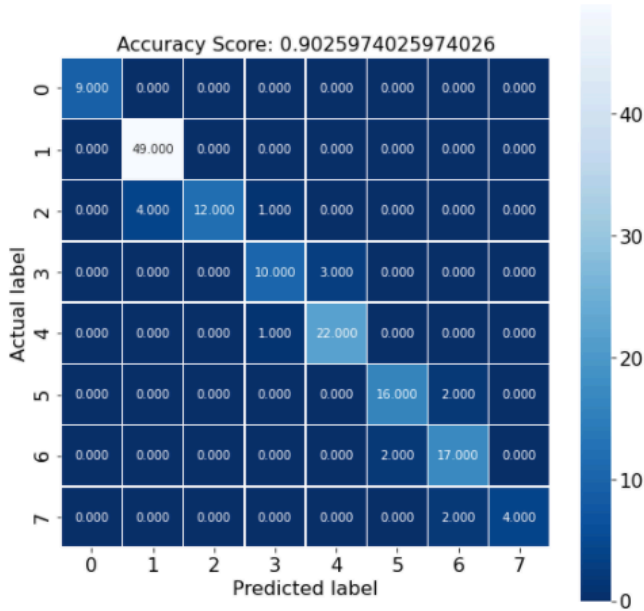 Accuracy Score: 0.9025974025974026
0 9.000 0.000 0.000 0.000 0.000 0.000 0.000 0.000
1 0.000 49.000 0.000 0.000 0.000 0.000 0.000 0.000
2 0.000 4.000 12.000 1.000 0.000 0.000 0.000 0.000
3 0.000 0.000 0.000 10.000 3.000 0.000 0.000 0.000
4 0.000 0.000 0.000 1.000 22.000 0.000 0.000 0.000
5 0.000 0.000 0.000 0.000 0.000 16.000 2.000 0.000
6 0.000 0.000 0.000 0.000 0.000 2.000 17.000 0.000
7 0.000 0.000 0.000 0.000 0.000 0.000 2.000 4.000
0 1 2 3 4 5 6 7
Predicted label
Actual label
40
30
20
10
0